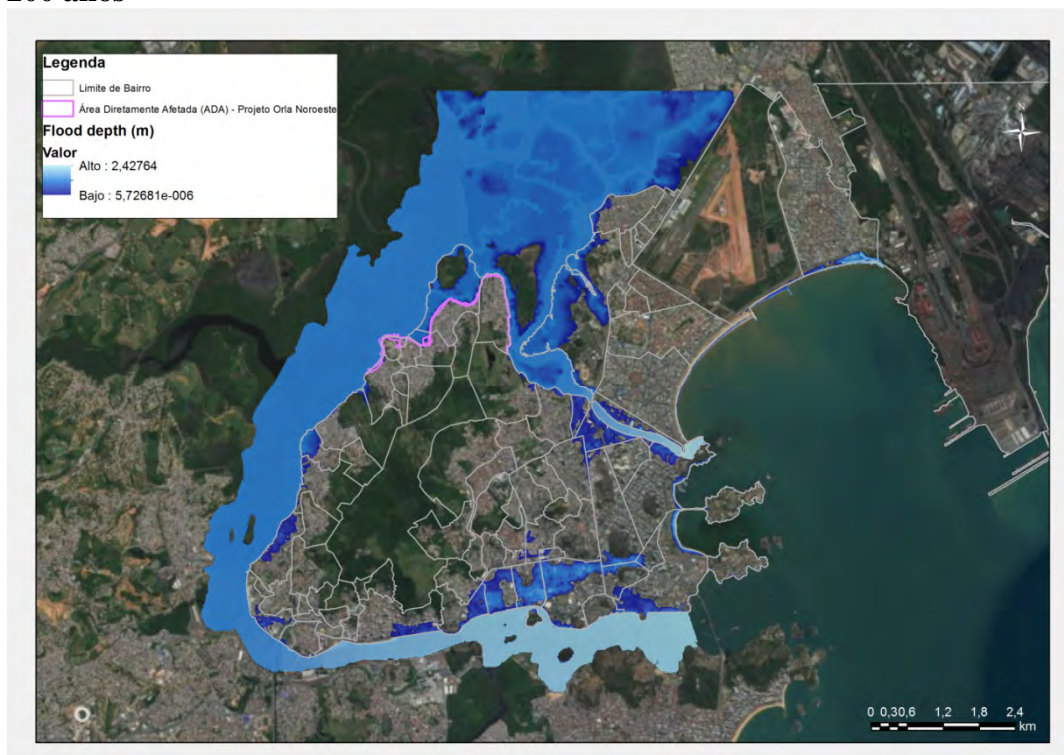 200 anos
Legenda
Limite de Bairro
Área Diretamente Afetada (ADA) - Projeto Orla Noroeste
Flood depth (m)
Valor
Alto : 2,42764
Bajo : 5,72681e-006
N
0 0,30,6 1,2 1,8 2,4
km